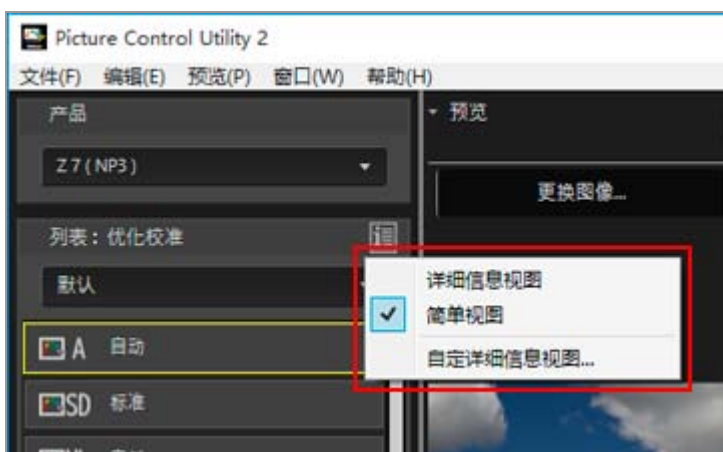 Picture Control Utility 2
文件(F) 编辑(E) 预览(P) 窗口(W) 帮助(H)
产品
Z 7 ( NP3 )
预览
更换图像...
列表：优化校准
默认
详细信息视图
简单视图
自定详细信息视图...
A 自动
SD 标准